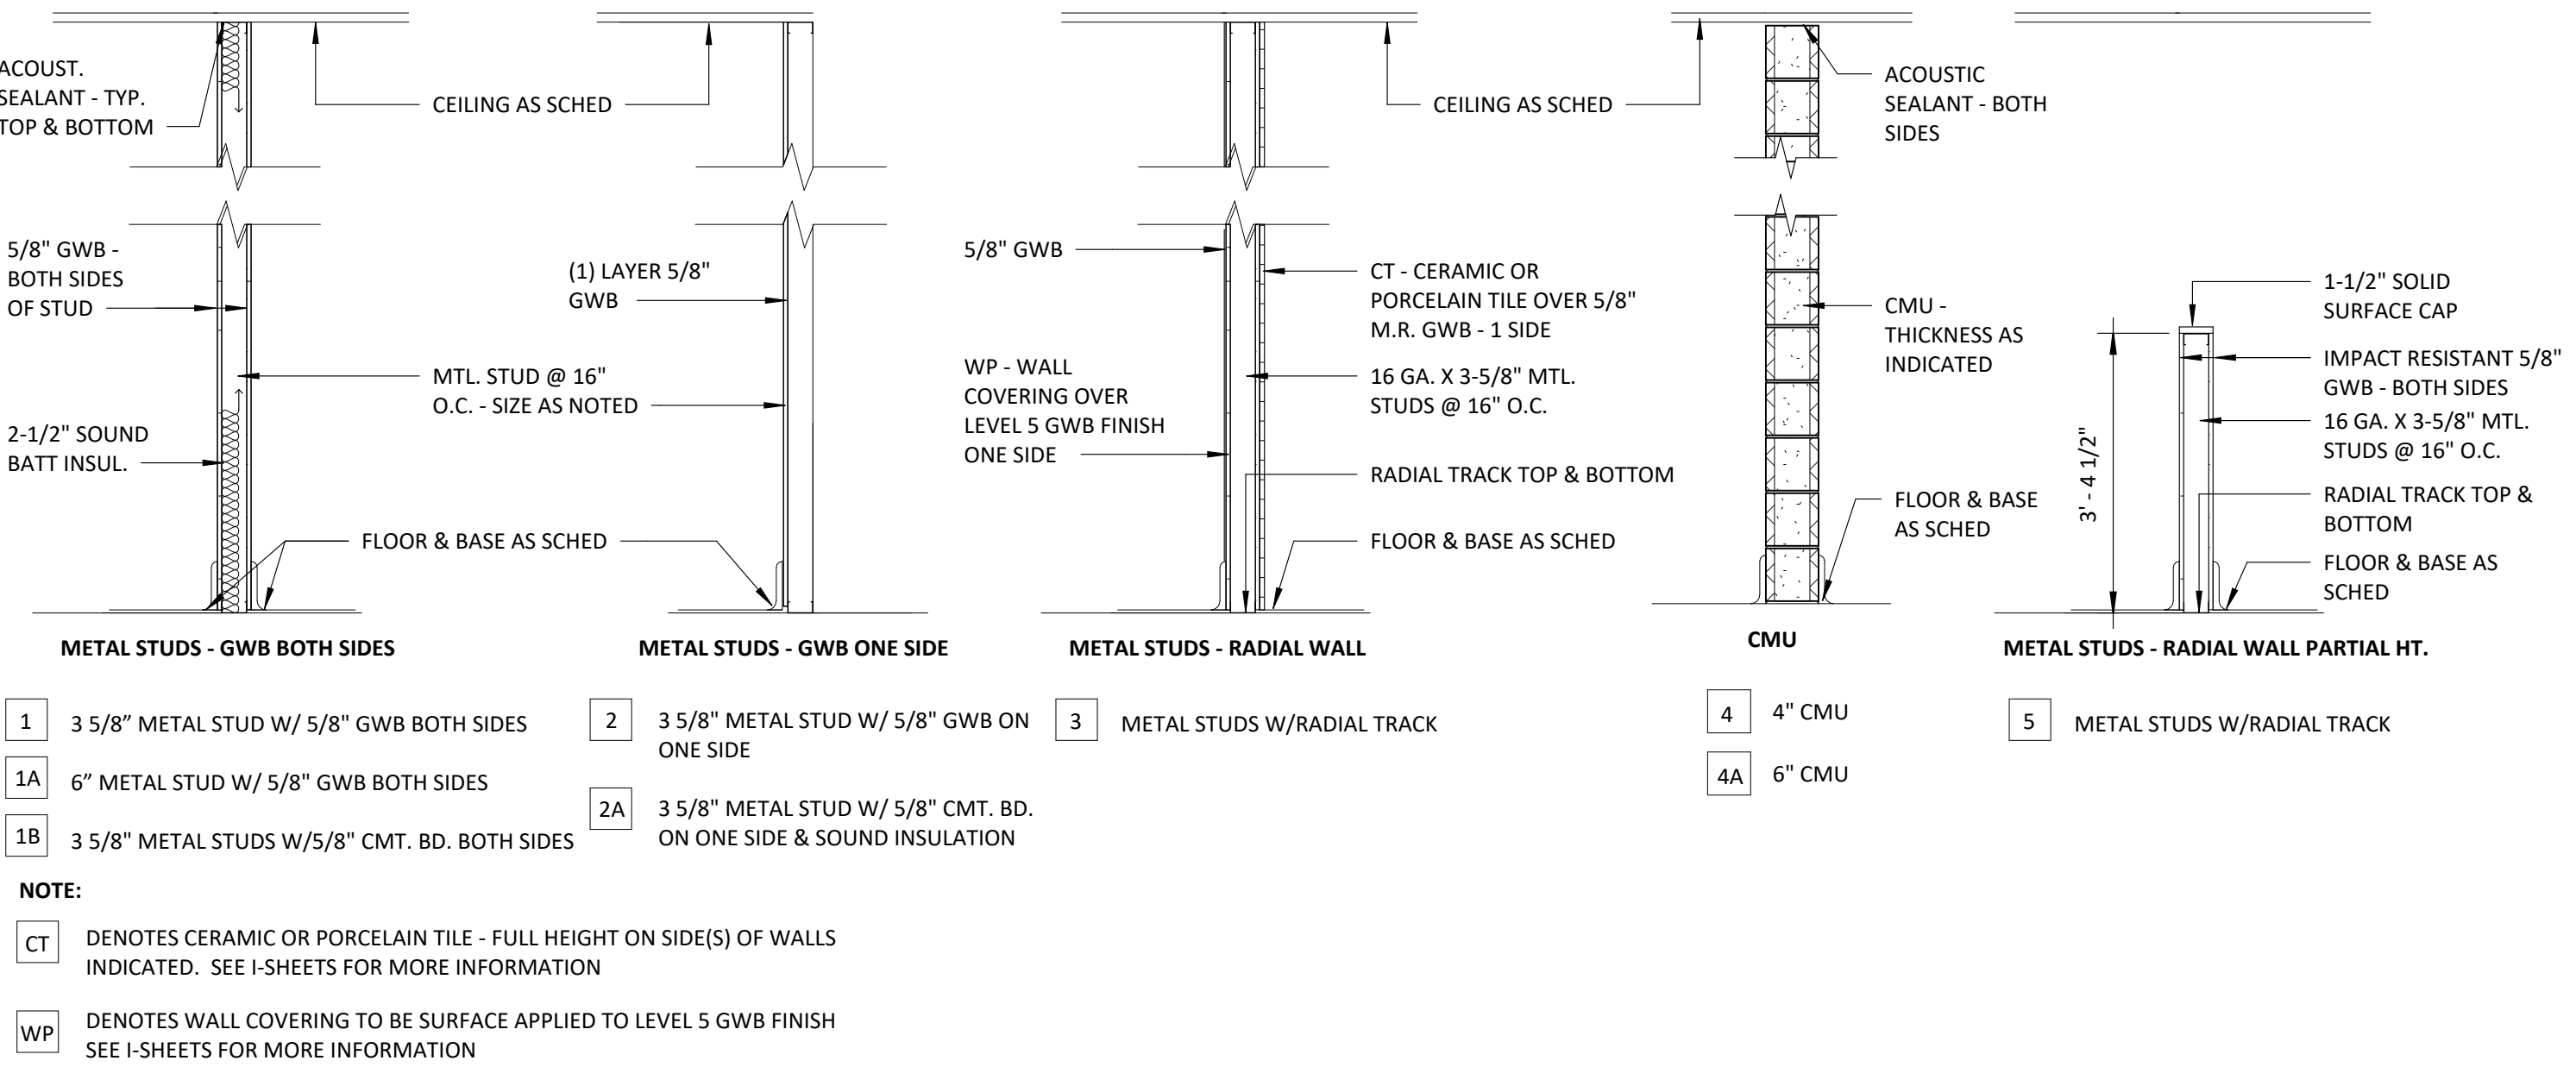 ACOUST.
SEALANT - TYP.
TOP & BOTTOM
CEILING AS SCHED
5/8" GWB -
BOTH SIDES
OF STUD
MTL. STUD @ 16"
O.C. - SIZE AS NOTED
2-1/2" SOUND
BATT INSUL.
FLOOR & BASE AS SCHED
(1) LAYER 5/8"
GWB
METAL STUDS - GWB BOTH SIDES
METAL STUDS - GWB ONE SIDE
5/8" GWB
WP - WALL
COVERING OVER
LEVEL 5 GWB FINISH
ONE SIDE
CEILING AS SCHED
CT - CERAMIC OR
PORCELAIN TILE OVER 5/8"
M.R. GWB - 1 SIDE
16 GA. X 3-5/8" MTL.
STUDS @ 16" O.C.
RADIAL TRACK TOP & BOTTOM
FLOOR & BASE AS SCHED
METAL STUDS - RADIAL WALL
ACOUSTIC
SEALANT - BOTH
SIDES
CMU -
THICKNESS AS
INDICATED
FLOOR & BASE
AS SCHED
CMU
3' - 4 1/2"
1-1/2" SOLID
SURFACE CAP
IMPACT RESISTANT 5/8"
GWB - BOTH SIDES
16 GA. X 3-5/8" MTL.
STUDS @ 16" O.C.
RADIAL TRACK TOP &
BOTTOM
FLOOR & BASE AS
SCHED
METAL STUDS - RADIAL WALL PARTIAL HT.
1 3 5/8” METAL STUD W/ 5/8" GWB BOTH SIDES
1A 6” METAL STUD W/ 5/8" GWB BOTH SIDES
1B 3 5/8" METAL STUDS W/5/8" CMT. BD. BOTH SIDES
2 3 5/8" METAL STUD W/ 5/8" GWB ON
ONE SIDE
2A 3 5/8" METAL STUD W/ 5/8" CMT. BD.
ON ONE SIDE & SOUND INSULATION
3 METAL STUDS W/RADIAL TRACK
4 4" CMU
4A 6" CMU
5 METAL STUDS W/RADIAL TRACK
NOTE:
CT DENOTES CERAMIC OR PORCELAIN TILE - FULL HEIGHT ON SIDE(S) OF WALLS
INDICATED. SEE I-SHEETS FOR MORE INFORMATION
WP DENOTES WALL COVERING TO BE SURFACE APPLIED TO LEVEL 5 GWB FINISH
SEE I-SHEETS FOR MORE INFORMATION